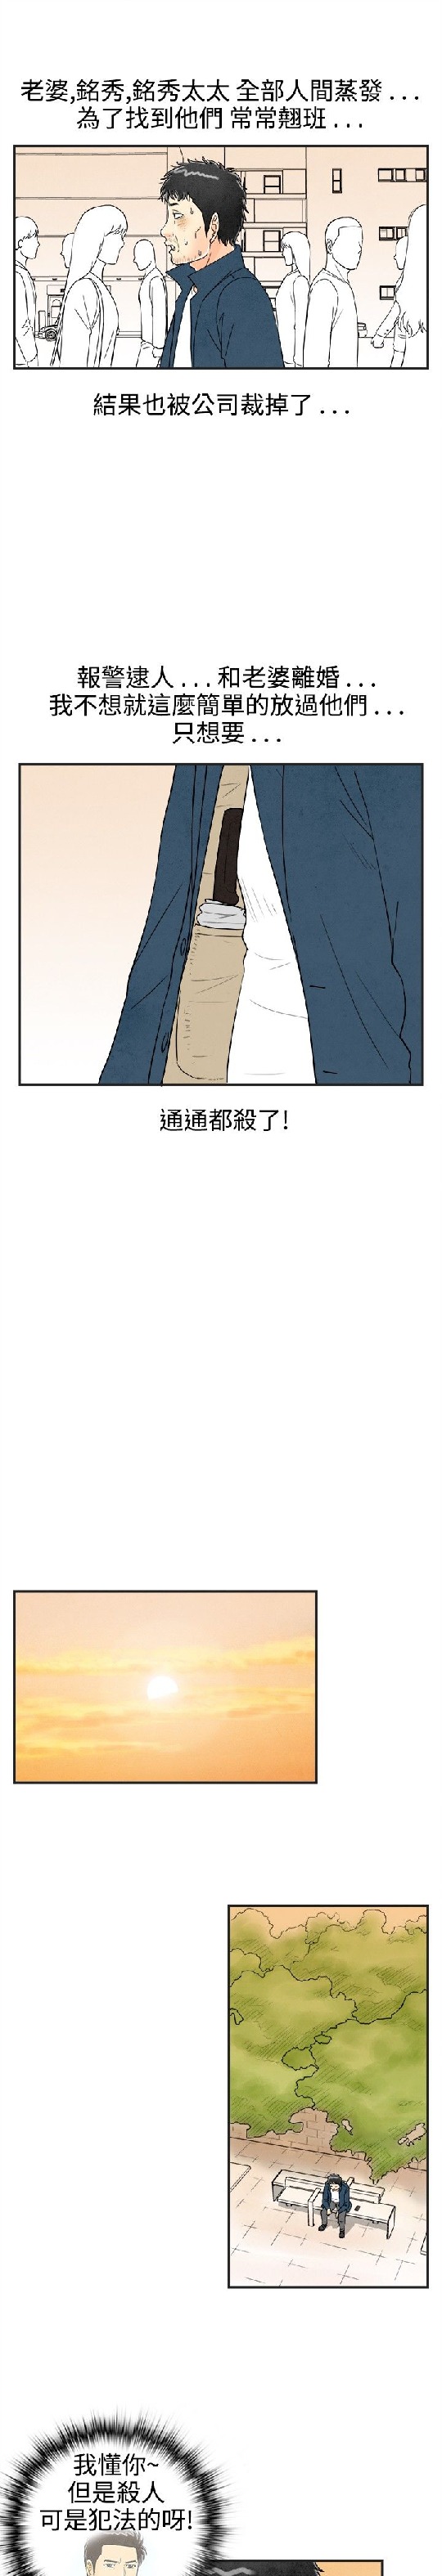 老婆,銘秀,銘秀太太 全部人間蒸發...
為了找到他們 常常翹班...
結果也被公司裁掉了...
報警逮人...和老婆離婚...
我不想就這麼簡單的放過他們...
只想要...
通通都殺了!
我懂你~
但是殺人
可是犯法的呀!